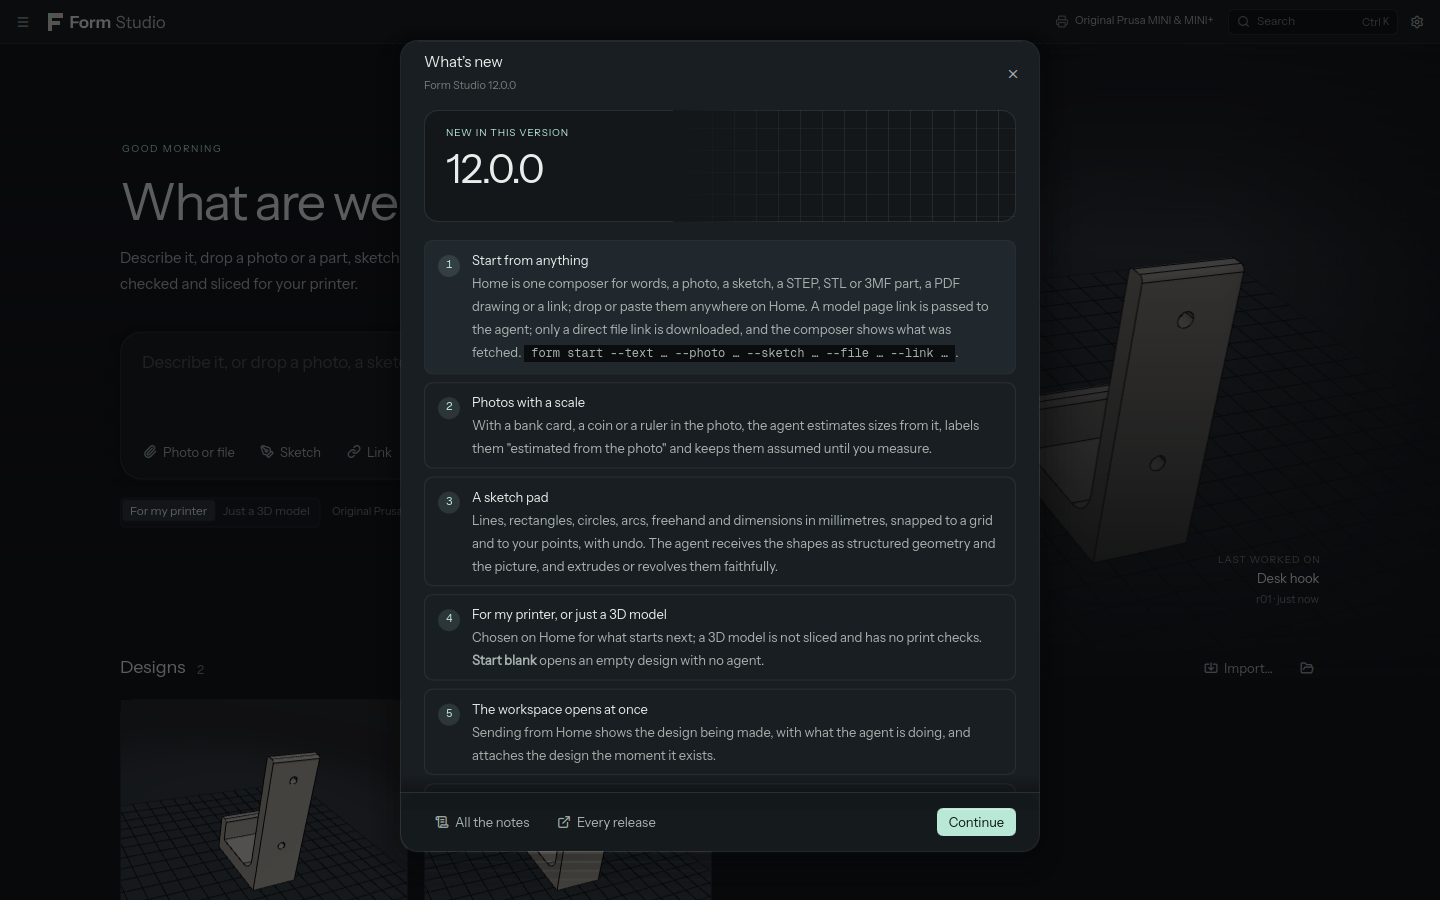 Form Studio
Original Prusa MINI & MINI+
Search
Ctrl K
What's new
Form Studio 12.0.0
NEW IN THIS VERSION
12.0.0
GOOD MORNING
What are we
Describe it, drop a photo or a part, sketch
checked and sliced for your printer.
Describe it, or drop a photo, a sket
Photo or file
Sketch
Link
For my printer
Just a 3D model
Original Prusa
1
Start from anything
Home is one composer for words, a photo, a sketch, a STEP, STL or 3MF part, a PDF
drawing or a link; drop or paste them anywhere on Home. A model page link is passed to
the agent; only a direct file link is downloaded, and the composer shows what was
fetched. form start --text … --photo … --sketch … --file … --link … .
2
Photos with a scale
With a bank card, a coin or a ruler in the photo, the agent estimates sizes from it, labels
them "estimated from the photo" and keeps them assumed until you measure.
3
A sketch pad
Lines, rectangles, circles, arcs, freehand and dimensions in millimetres, snapped to a grid
and to your points, with undo. The agent receives the shapes as structured geometry and
the picture, and extrudes or revolves them faithfully.
4
For my printer, or just a 3D model
Chosen on Home for what starts next; a 3D model is not sliced and has no print checks.
Start blank opens an empty design with no agent.
5
The workspace opens at once
Sending from Home shows the design being made, with what the agent is doing, and
attaches the design the moment it exists.
LAST WORKED ON
Desk hook
r01 · just now
Designs 2
Import…
All the notes
Every release
Continue